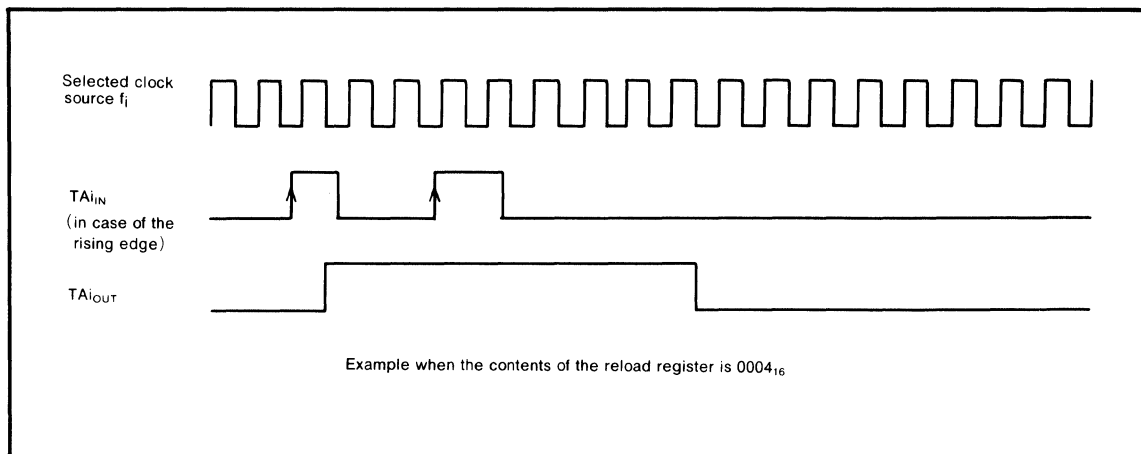 Selected clock
source fi
TAiIN
(in case of the
rising edge)
TAiOUT
Example when the contents of the reload register is 000416